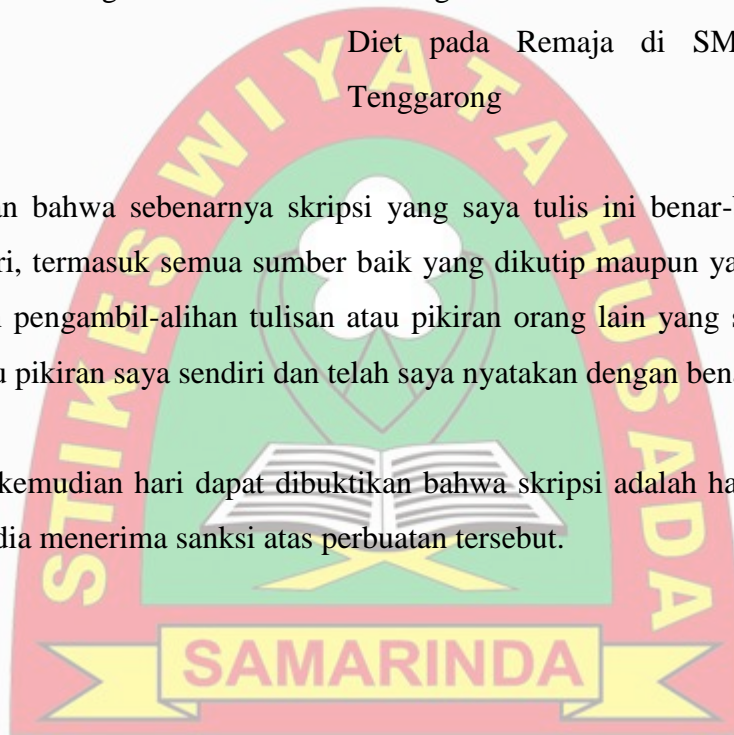 Diet pada Remaja di SM
Tenggarong
an bahwa sebenarnya skripsi yang saya tulis ini benar-
ri, termasuk semua sumber baik yang dikutip maupun ya
pengambil-alihan tulisan atau pikiran orang lain yang s
u pikiran saya sendiri dan telah saya nyatakan dengan bena
kemudian hari dapat dibuktikan bahwa skripsi adalah ha
dia menerima sanksi atas perbuatan tersebut.
STIKES WIYATA HUSADA
SAMARINDA